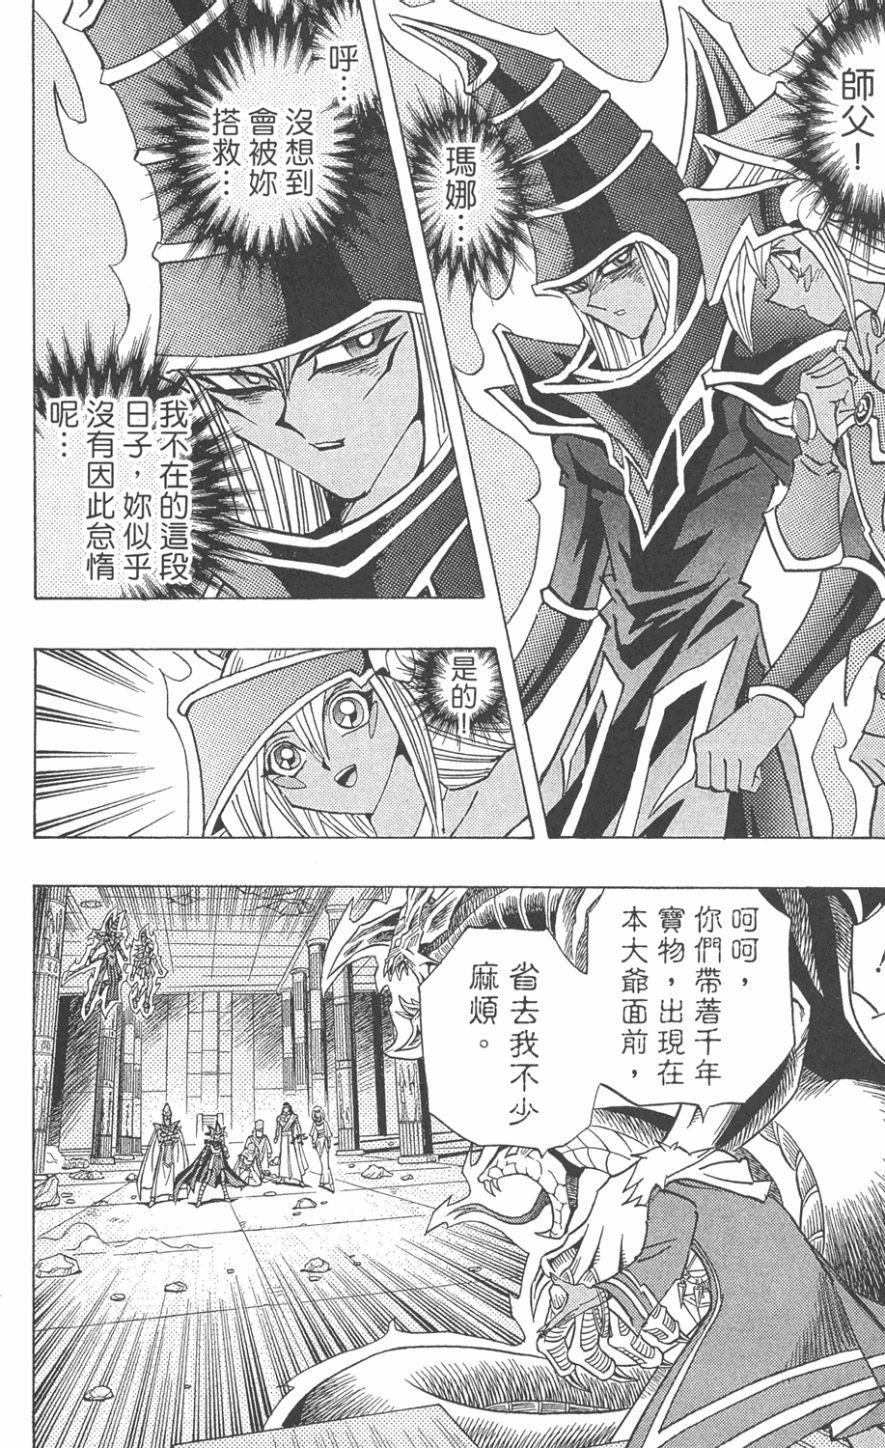 師父！
瑪娜…
呼…
沒想到
會被妳
搭救…
我不在的這段
日子，妳似乎
沒有因此怠惰
呢…
是的！
呵呵，
你們帶著千年
寶物，出現在
本大爺面前，
省去我不少
麻煩。